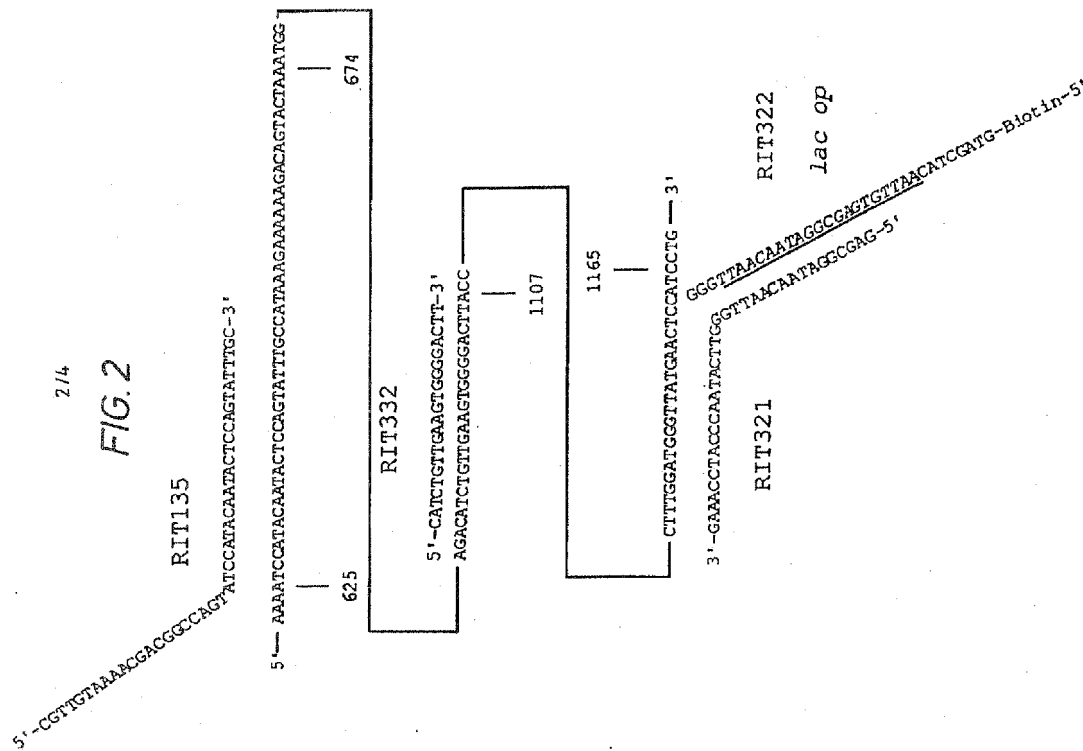 2/4
FIG. 2
RIT135
5'-CGTTGTAAAACGACGGCCAGTATCCATACAATACTCCAGTATTTGC-3'
5'— AAAATCCATACAATACTCCAGTATTTGCCATAAAGAAAAAAGACAGTACTAAATGG
625
674
RIT332
5'-CATCTGTTGAAGTGGGGACTT-3'
AGACATCTGTTGAAGTGGGGACTTACC
1107
1165
CTTTGGATGGGTTATGAACTCCATCCTG — 3'
3'-GAAACCTACCCAATACTTGGGTTAACAATAGGCGAG-5'
RIT321
GGGTTAACAATAGGCGAGTGTTAACATCGATG-Biotin-5'
RIT322
lac op